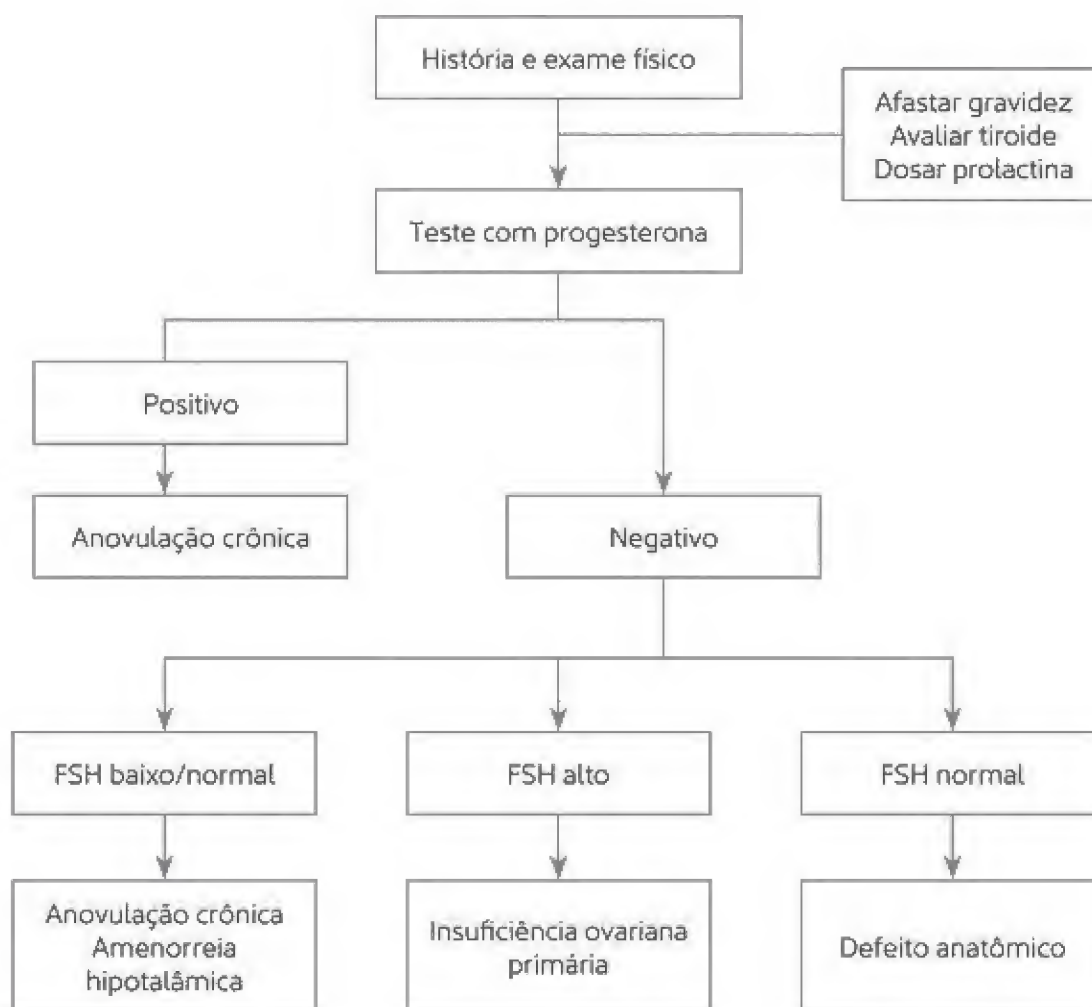 História e exame físico
Afastar gravidez
Avaliar tiroide
Dosar prolactina
Teste com progesterona
Positivo
Anovulação crônica
Negativo
FSH baixo/normal
FSH alto
FSH normal
Anovulação crônica
Amenorreia
hipotalâmica
Insuficiência ovariana
primária
Defeito anatômico